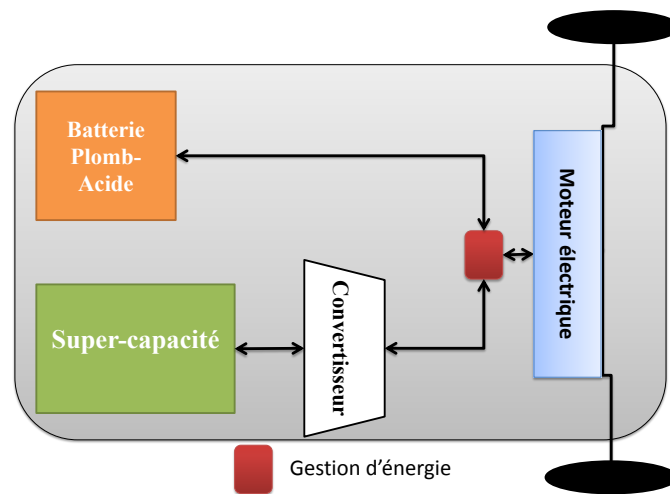 Batterie
Plomb-
Acide
Super-capacité
Convertisseur
Moteur électrique
Gestion d'énergie